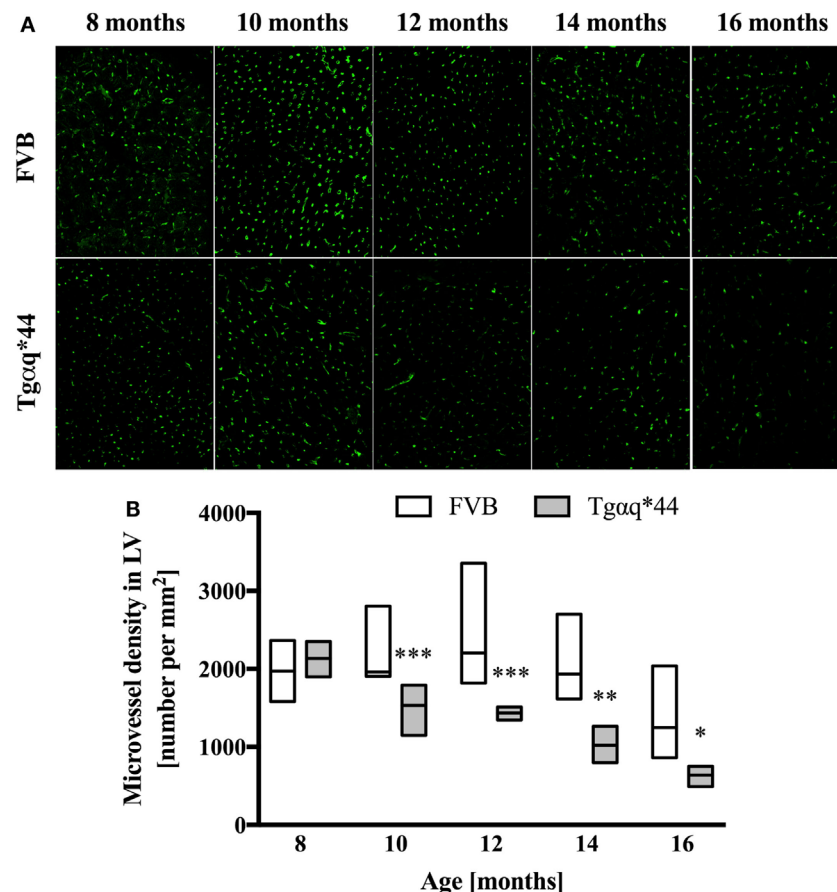 A
8 months 10 months 12 months 14 months 16 months
FVB
Tgαq*44
B
FVB Tgαq*44
Microvessel density in LV
[number per mm²]
4000
3000
2000
1000
0
***
***
**
*
8 10 12 14 16
Age [months]